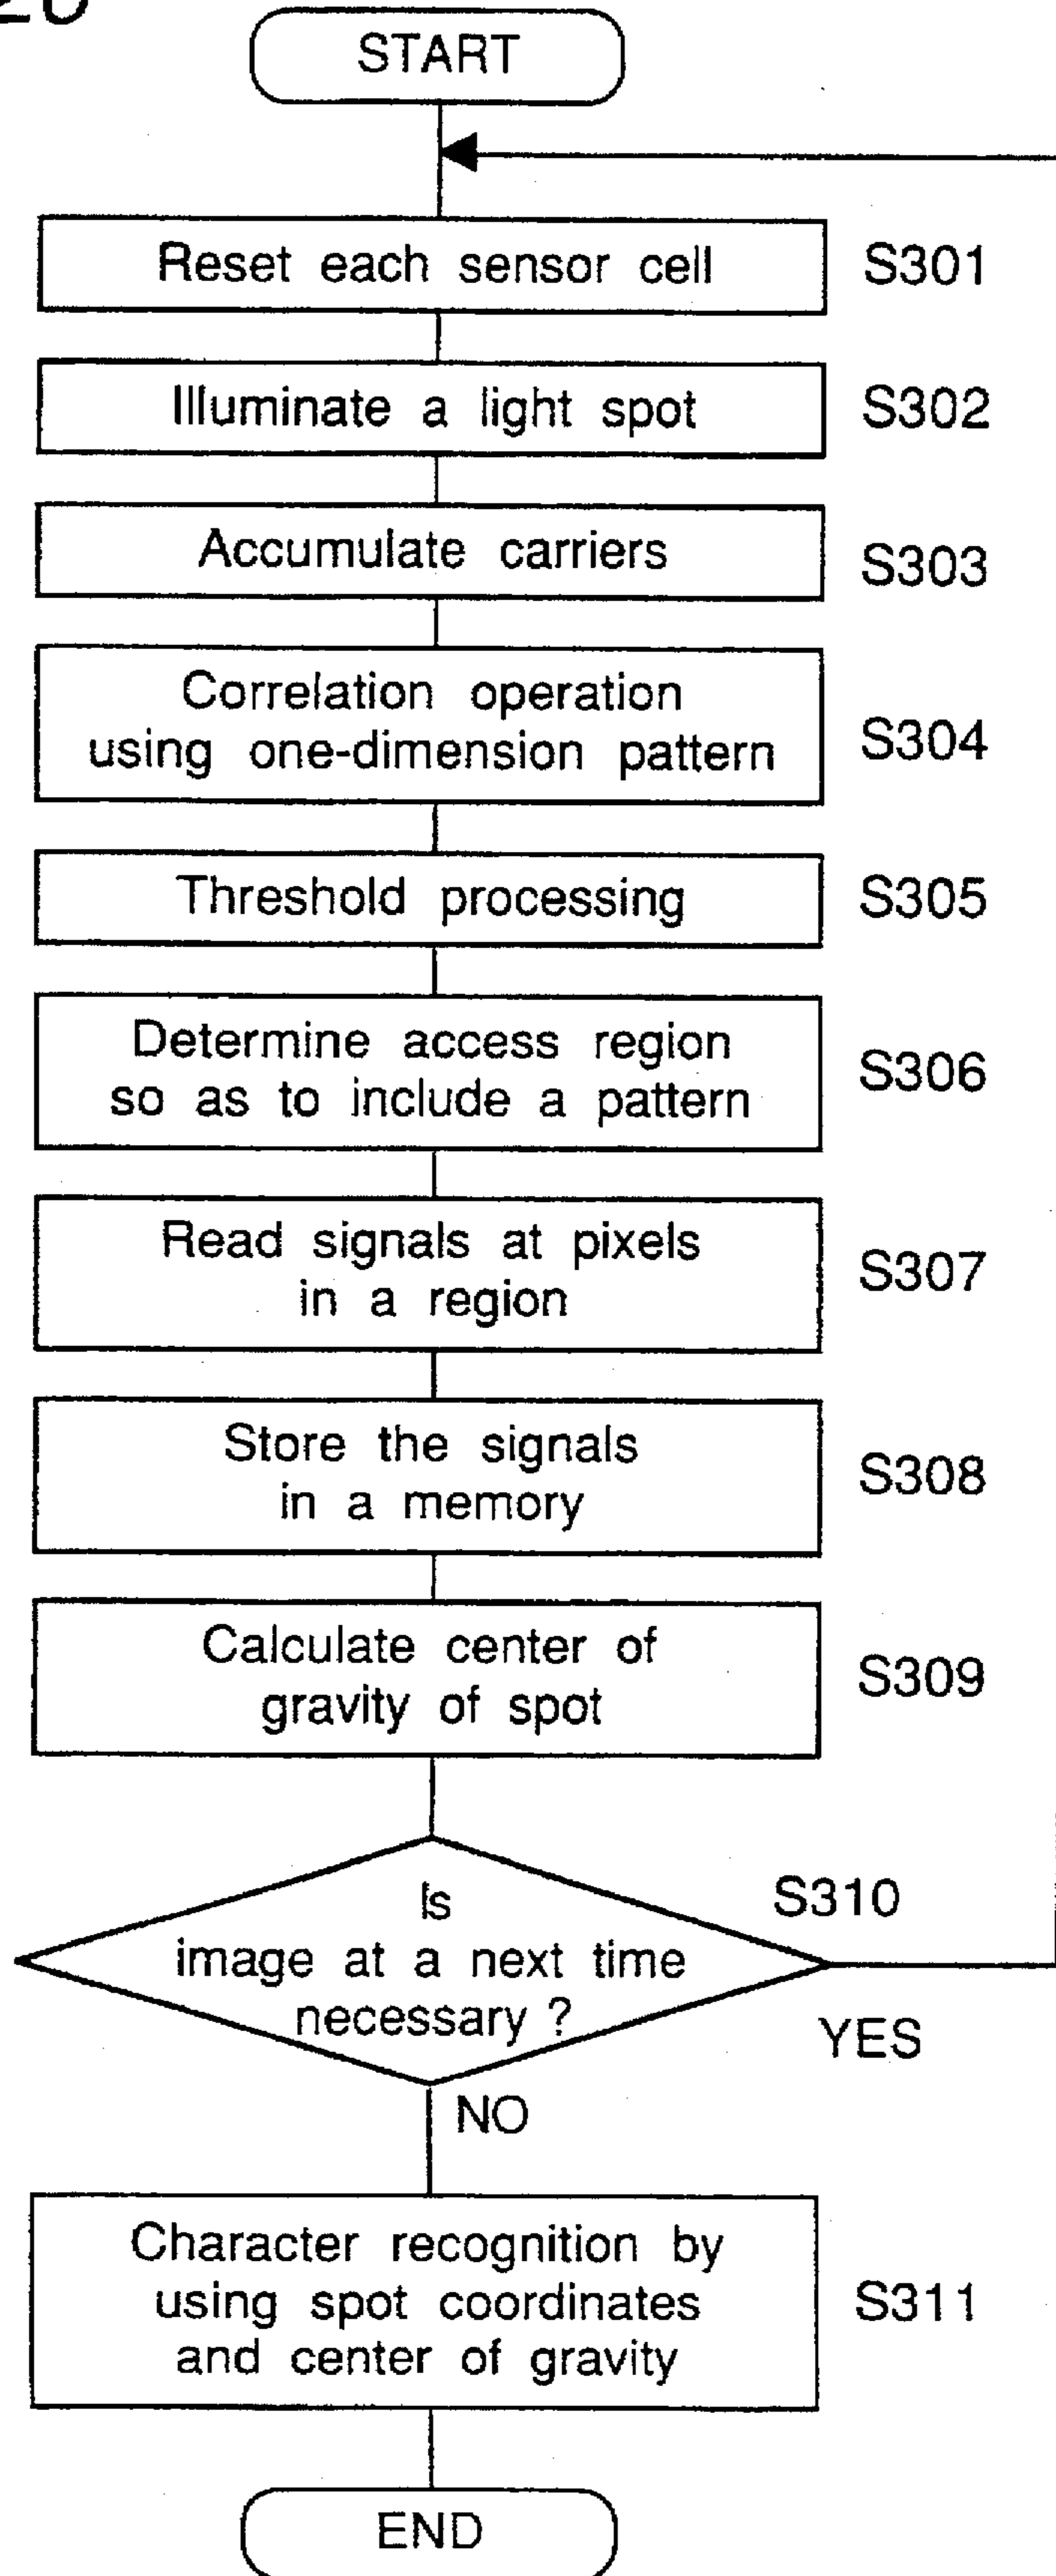 START
Reset each sensor cell
S301
Illuminate a light spot
S302
Accumulate carriers
S303
Correlation operation
using one-dimension pattern
S304
Threshold processing
S305
Determine access region
so as to include a pattern
S306
Read signals at pixels
in a region
S307
Store the signals
in a memory
S308
Calculate center of
gravity of spot
S309
Is
image at a next time
necessary ?
S310
YES
NO
Character recognition by
using spot coordinates
and center of gravity
S311
END